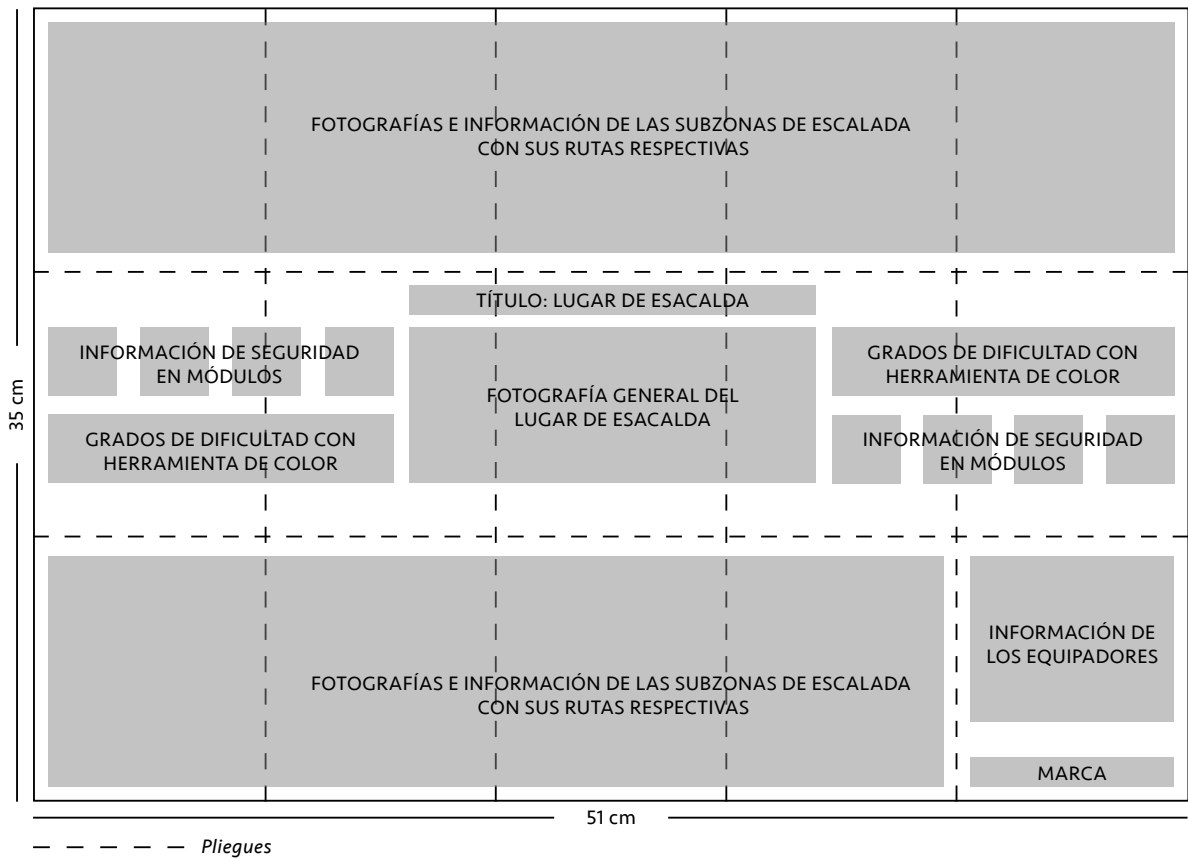 FOTOGRAFÍAS E INFORMACIÓN DE LAS SUBZONAS DE ESCALADA
CON SUS RUTAS RESPECTIVAS
TÍTULO: LUGAR DE ESACALDA
INFORMACIÓN DE SEGURIDAD
EN MÓDULOS
GRADOS DE DIFICULTAD CON
HERRAMIENTA DE COLOR
FOTOGRAFÍA GENERAL DEL
LUGAR DE ESACALDA
GRADOS DE DIFICULTAD CON
HERRAMIENTA DE COLOR
INFORMACIÓN DE SEGURIDAD
EN MÓDULOS
35 cm
FOTOGRAFÍAS E INFORMACIÓN DE LAS SUBZONAS DE ESCALADA
CON SUS RUTAS RESPECTIVAS
INFORMACIÓN DE
LOS EQUIPADORES
MARCA
51 cm
Pliegues